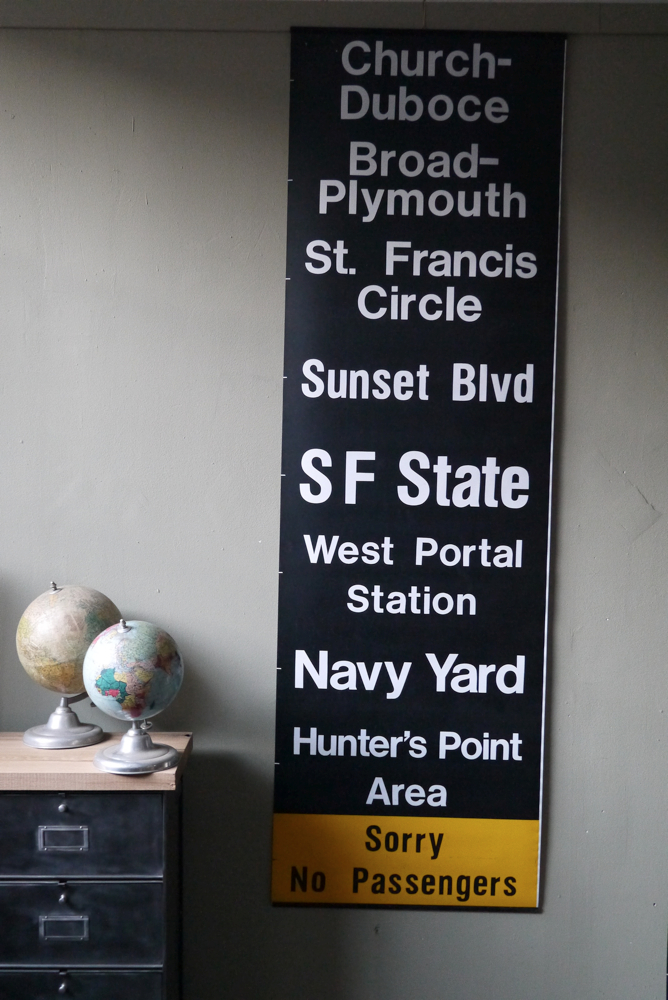 Church-
Duboce
Broad-
Plymouth
St. Francis
Circle
Sunset Blvd
SF State
West Portal
Station
Navy Yard
Hunter's Point
Area
Sorry
No Passengers